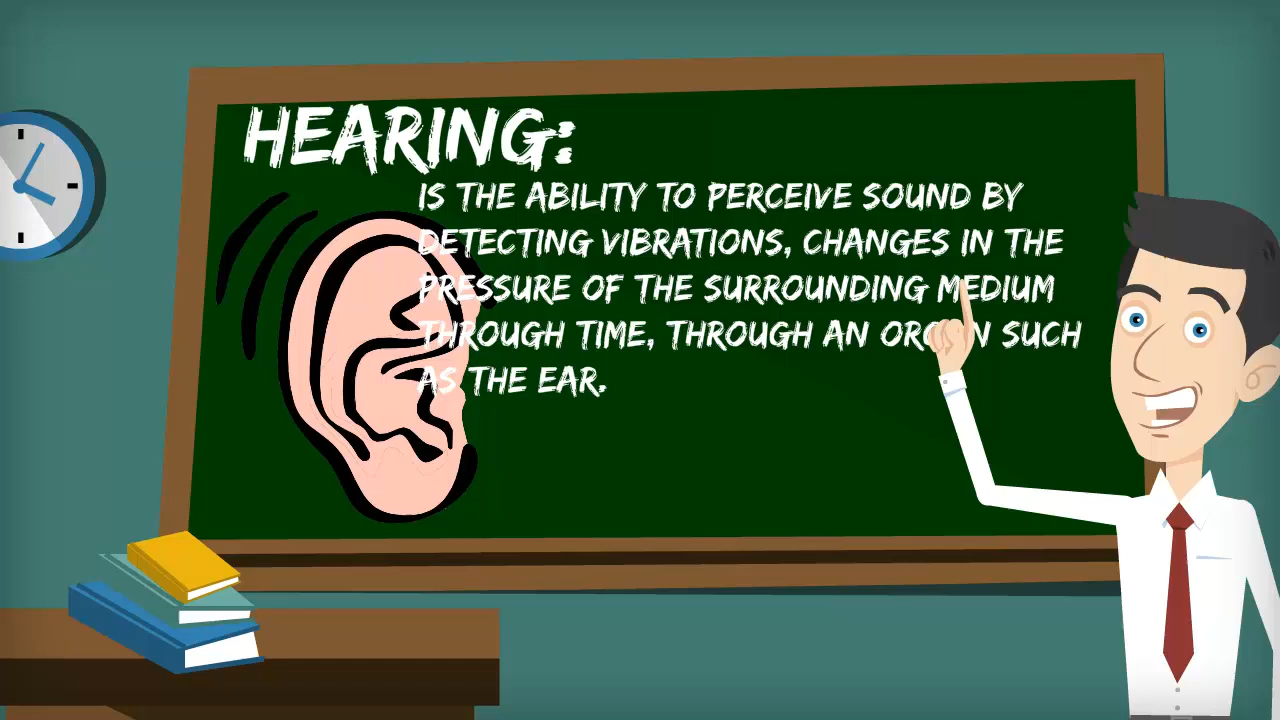 HEARING:
IS THE ABILITY TO PERCEIVE SOUND BY
DETECTING VIBRATIONS, CHANGES IN THE
PRESSURE OF THE SURROUNDING MEDIUM
THROUGH TIME, THROUGH AN ORGAN SUCH
AS THE EAR.